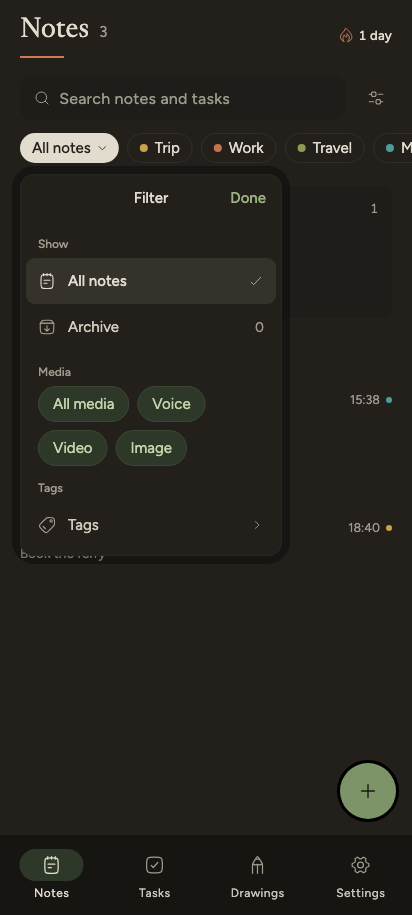 Notes 3
1 day
Search notes and tasks
All notes Trip Work Travel M
Filter Done
1
Show
All notes
Archive 0
Media
All media Voice
15:38
Video Image
Tags
Tags
18:40
Book the ferry
Notes Tasks Drawings Settings